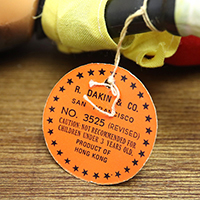 R. DAKIN & CO.
SAN FRANCISCO
NO. 3525 (REVISED)
CAUTION: NOT RECOMMENDED FOR
CHILDREN UNDER 3 YEARS OLD.
PRODUCT OF
HONG KONG